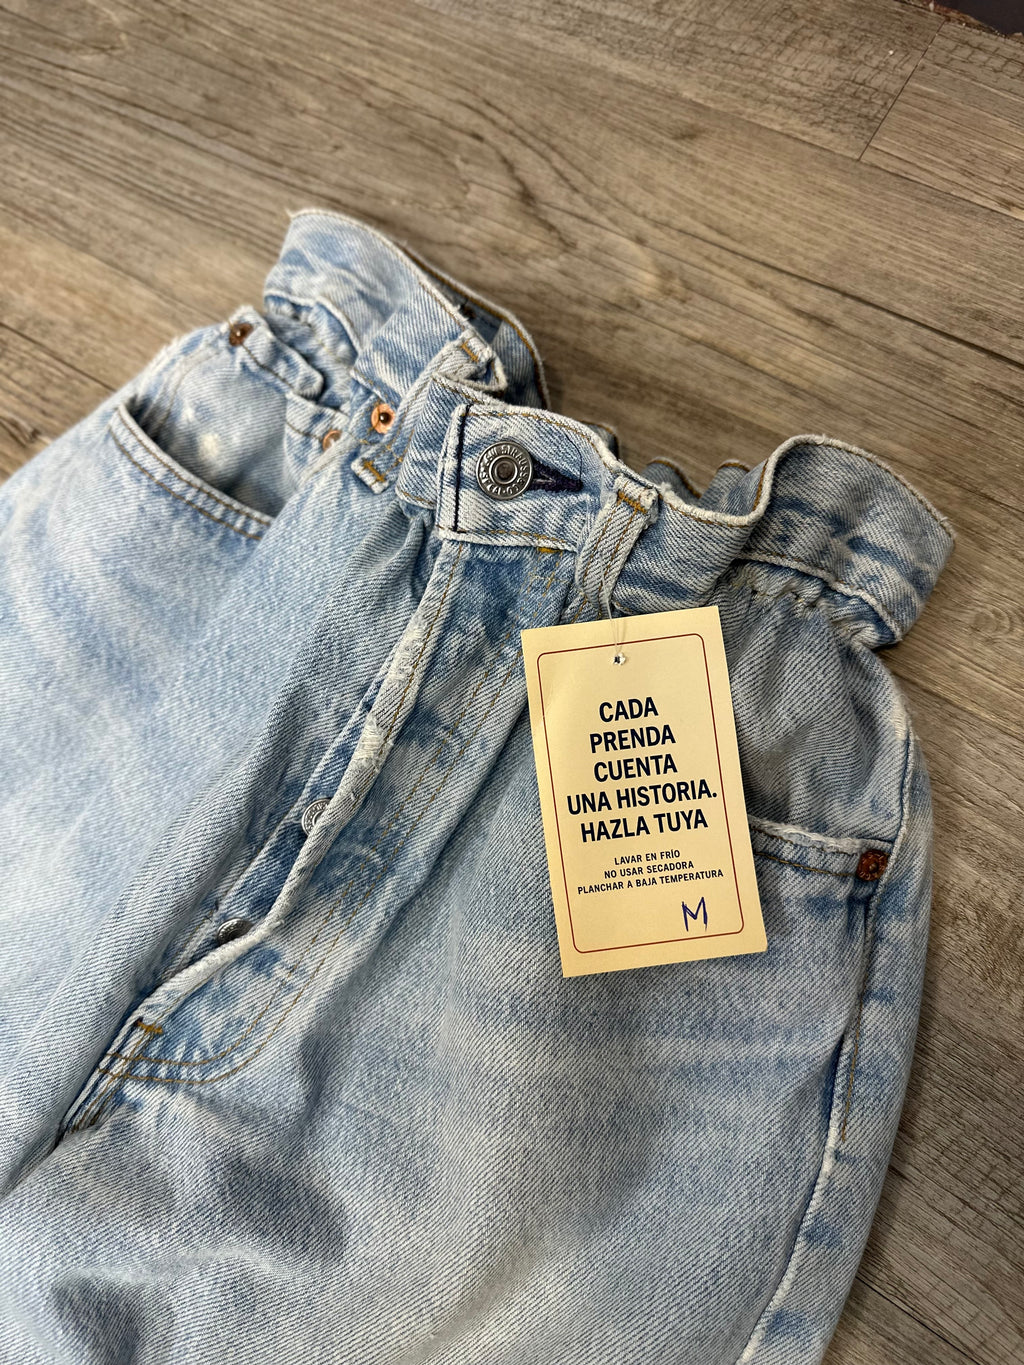 CADA
PRENDA
CUENTA
UNA HISTORIA.
HAZLA TUYA
LAVAR EN FRÍO
NO USAR SECADORA
PLANCHAR A BAJA TEMPERATURA
M